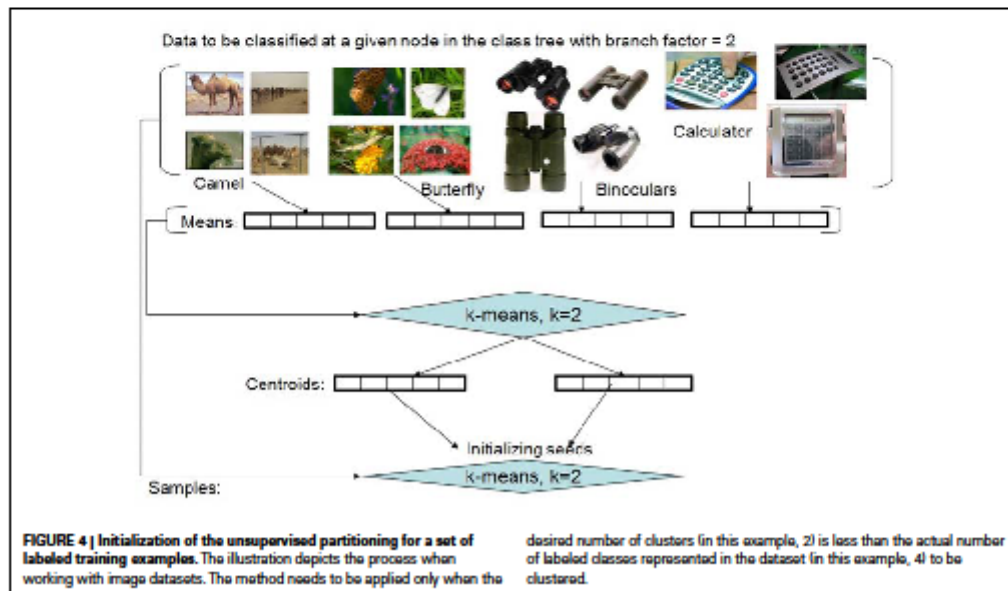 Data to be classified at a given node in the class tree with branch factor = 2
Calculator
Camel
Butterfly
Binoculars
Means
k-means, k=2
Centroids:
Initializing seeds
k-means, k=2
Samples:
FIGURE 4 | Initialization of the unsupervised partitioning for a set of
labeled training examples. The illustration depicts the process when
working with image datasets. The method needs to be applied only when the
desired number of clusters (in this example, 2) is less than the actual number
of labeled classes represented in the dataset (in this example, 4) to be
clustered.